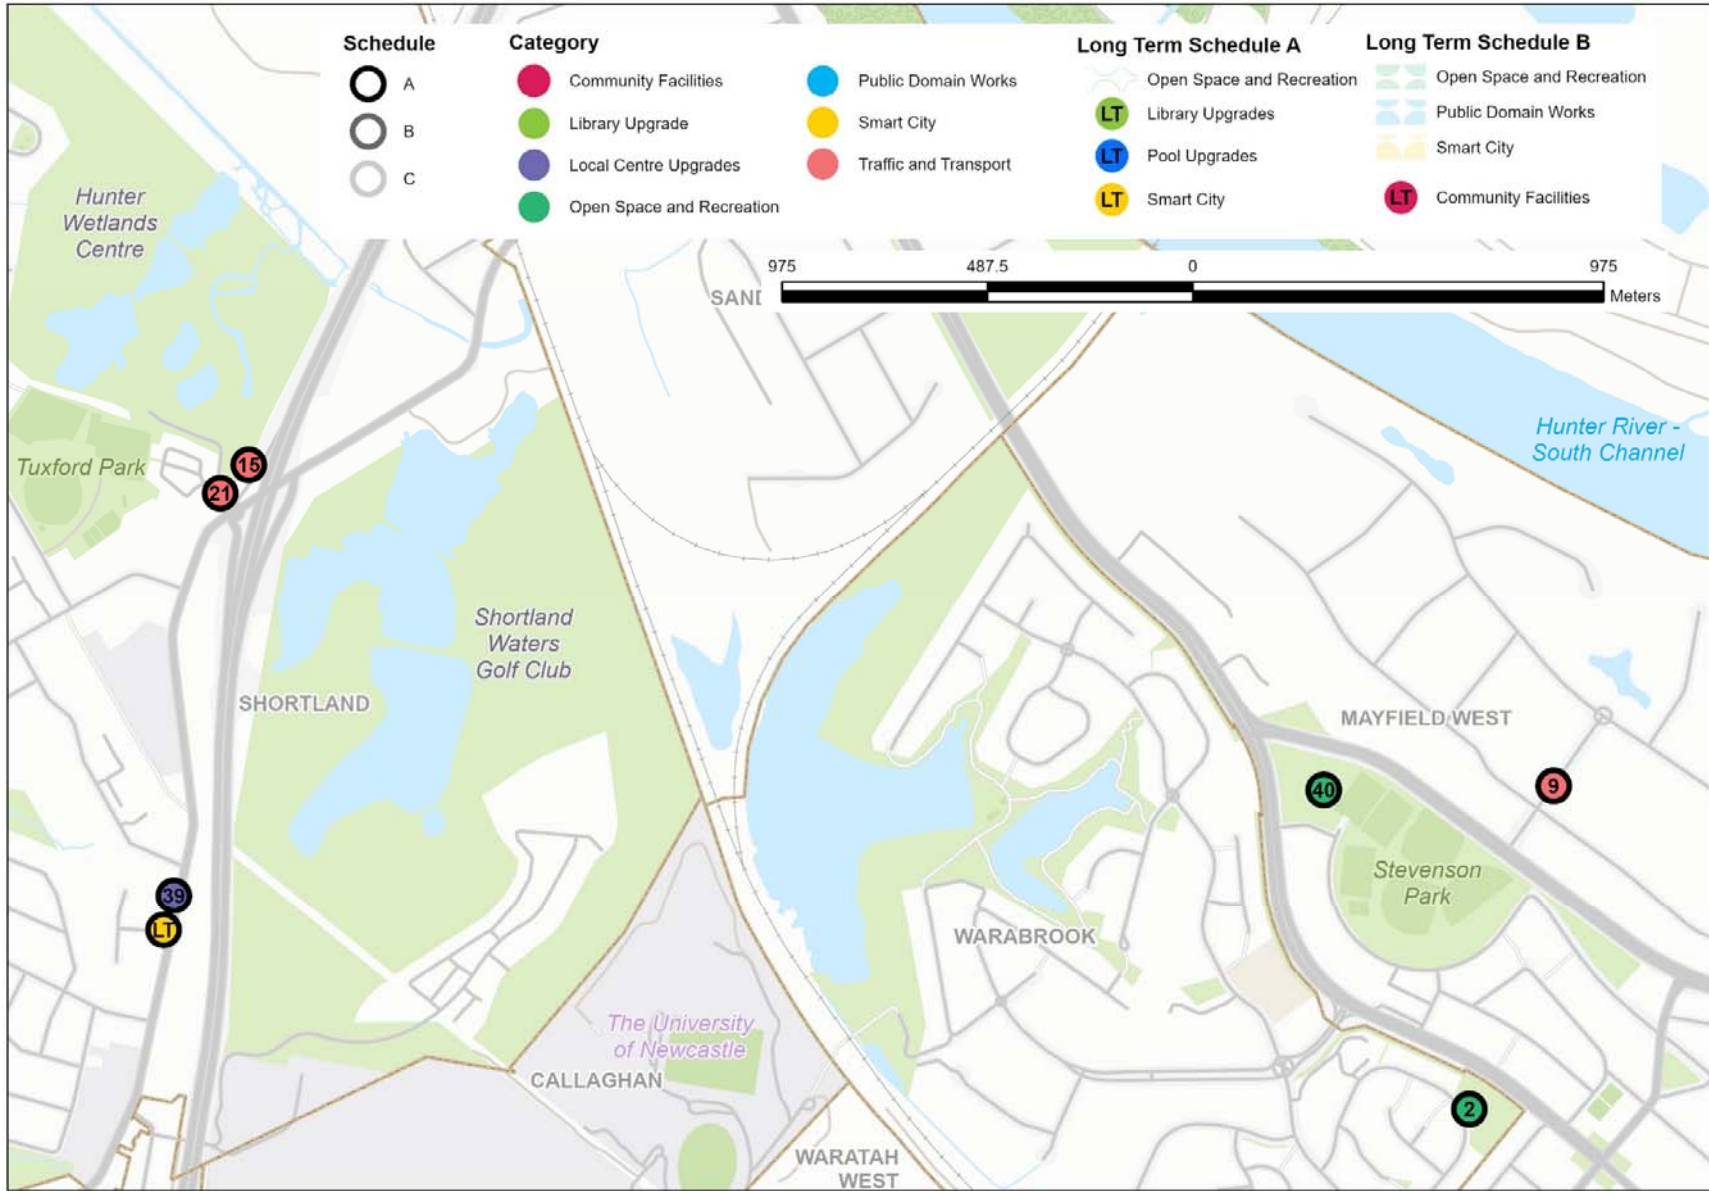 Schedule
A
B
C
Category
Community Facilities
Library Upgrade
Local Centre Upgrades
Open Space and Recreation
Public Domain Works
Smart City
Traffic and Transport
Long Term Schedule A
Open Space and Recreation
LT Library Upgrades
LT Pool Upgrades
LT Smart City
Long Term Schedule B
Open Space and Recreation
Public Domain Works
Smart City
LT Community Facilities
975 487.5 0 975
Meters
Hunter
Wetlands
Centre
SAND
Hunter River -
South Channel
Tuxford Park
15
21
Shortland
Waters
Golf Club
SHORTLAND
MAYFIELD WEST
40
9
Stevenson
Park
39
LT
WARABROOK
The University
of Newcastle
CALLAGHAN
2
WARATAH
WEST